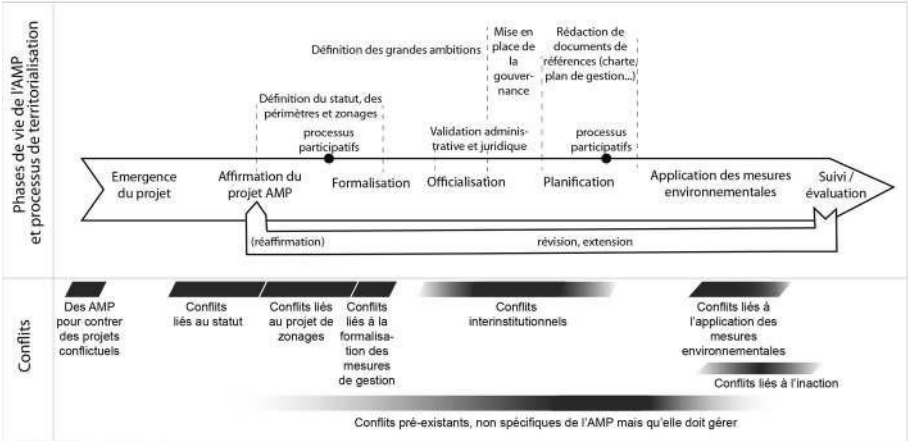 Phases de vie de l'AMP
et processus de territorialisation
Définition des grandes ambitions
Mise en
place de
la
gouver-
nance
Rédaction de
documents de
références (charte,
plan de gestion...)
Définition du statut, des
périmètres et zonages
processus
participatifs
Validation adminis-
trative et juridique
processus
participatifs
Emergence
du projet
Affirmation du
projet AMP
Formalisation
Officialisation
Planification
Application des mesures
environnementales
Suivi /
évaluation
(réaffirmation)
révision, extension
Conflits
Des AMP
pour contrer
des projets
conflictuels
Conflits
liés au statut
Conflits liés
au projet de
zonages
Conflits
liés à la
formalisa-
tion des
mesures
de gestion
Conflits
interinstitutionnels
Conflits liés à
l'application des
mesures
environnementales
Conflits liés à l'inaction
Conflits pré-existants, non spécifiques de l'AMP mais qu'elle doit gérer